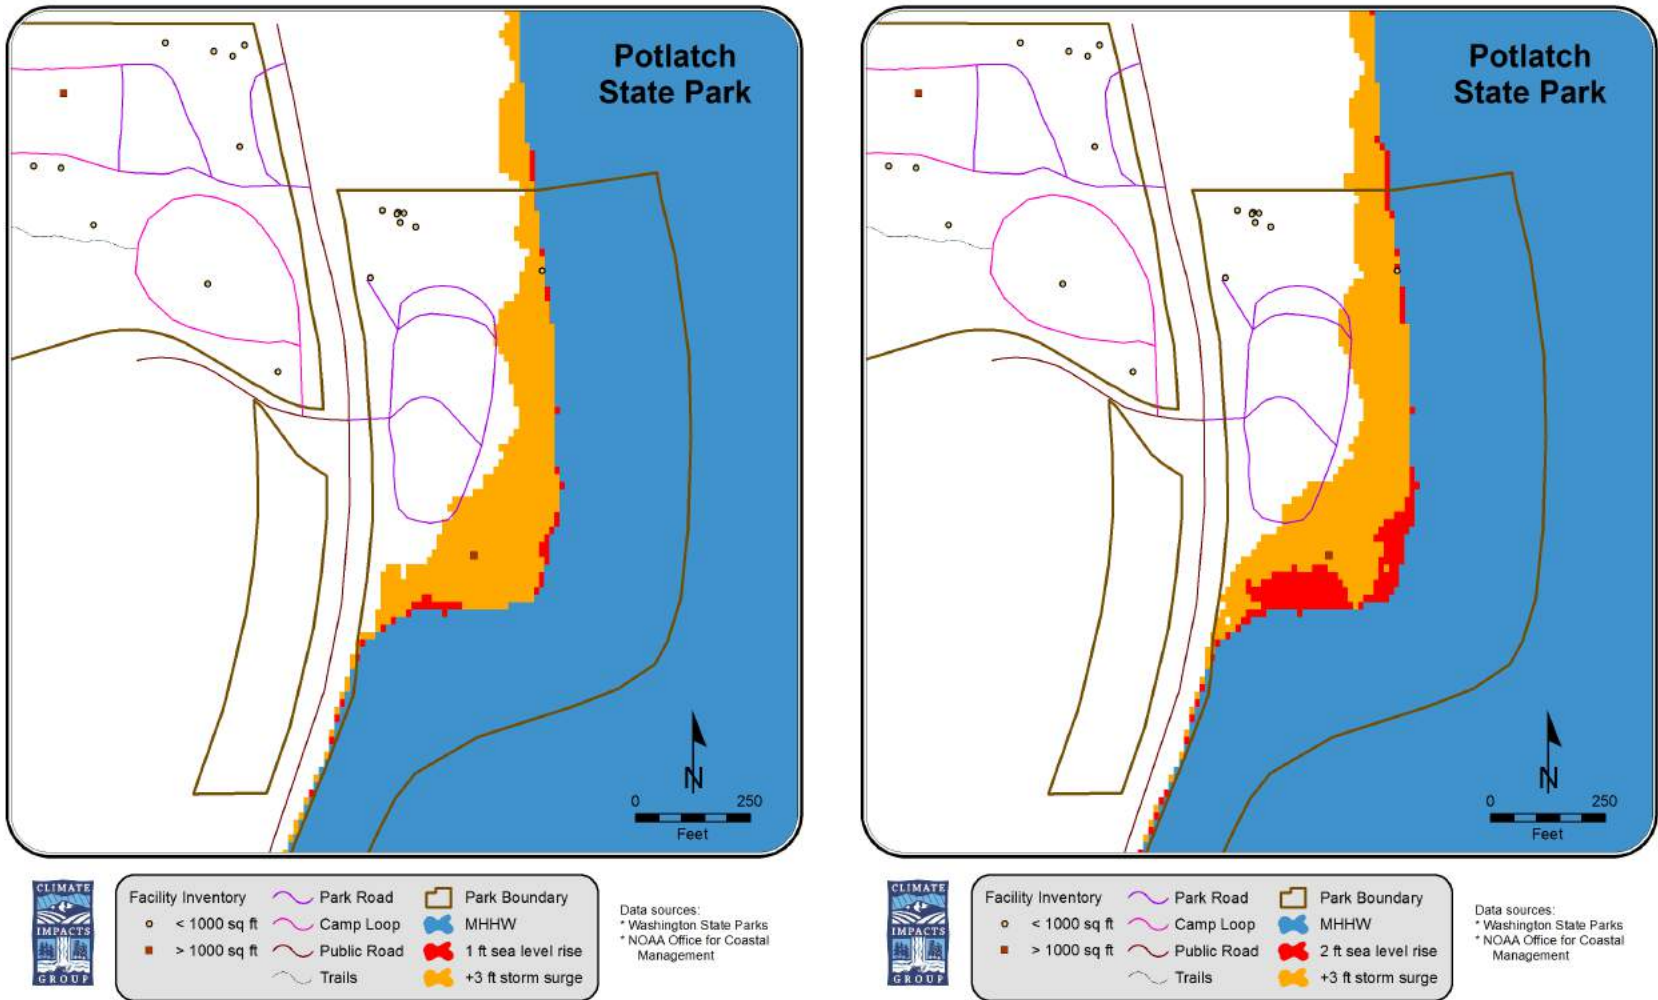 Potlatch
State Park
N
0 250
Feet
CLIMATE
IMPACTS
GROUP
Facility Inventory
< 1000 sq ft
> 1000 sq ft
Park Road
Camp Loop
Public Road
Trails
Park Boundary
MHHW
1 ft sea level rise
+3 ft storm surge
Data sources:
* Washington State Parks
* NOAA Office for Coastal
Management
Potlatch
State Park
N
0 250
Feet
CLIMATE
IMPACTS
GROUP
Facility Inventory
< 1000 sq ft
> 1000 sq ft
Park Road
Camp Loop
Public Road
Trails
Park Boundary
MHHW
2 ft sea level rise
+3 ft storm surge
Data sources:
* Washington State Parks
* NOAA Office for Coastal
Management